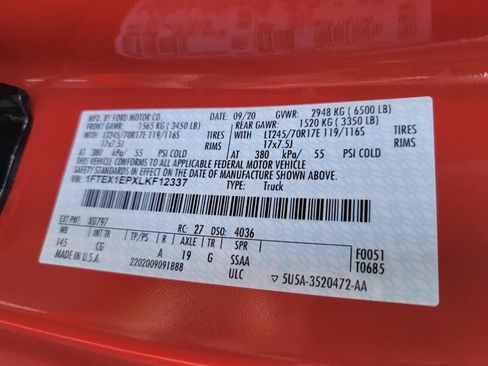 MFD. BY FORD MOTOR CO.
DATE: 09/20 GVWR: 2948 KG ( 6500 LB)
FRONT GAWR: 1565 KG ( 3450 LB) REAR GAWR: 1520 KG ( 3350 LB)
WITH LT245/70R17E 119/116S TIRES WITH LT245/70R17E 119/116S TIRES
17x7.5J RIMS 17x7.5J RIMS
AT 380 kPa/ 55 PSI COLD AT 380 kPa/ 55 PSI COLD
THIS VEHICLE CONFORMS TO ALL APPLICABLE FEDERAL MOTOR VEHICLE
SAFETY STANDARDS IN EFFECT ON THE DATE OF MANUFACTURE SHOWN ABOVE.
VIN: 1FTEX1EPXLKF12337 TYPE: Truck
EXT PNT: X0797 RC: 27 DSO: 4036
WB TP/PS R AXLE TR SPR F0051
145 CG A 19 G SSAA T0685
MADE IN U.S.A. 2202009091888 ULC ▽ 5U5A-3520472-AA